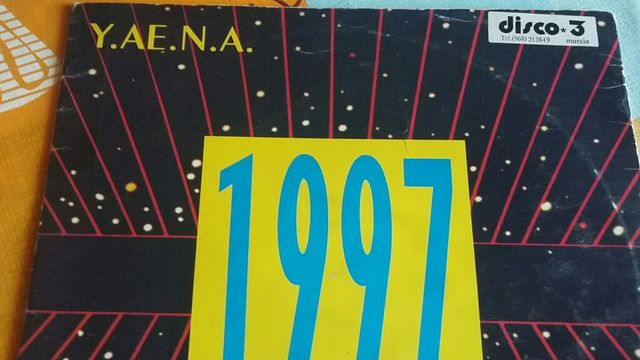 Y.AE.N.A.
disco★3
Tel.(968) 213849 murcia
1997